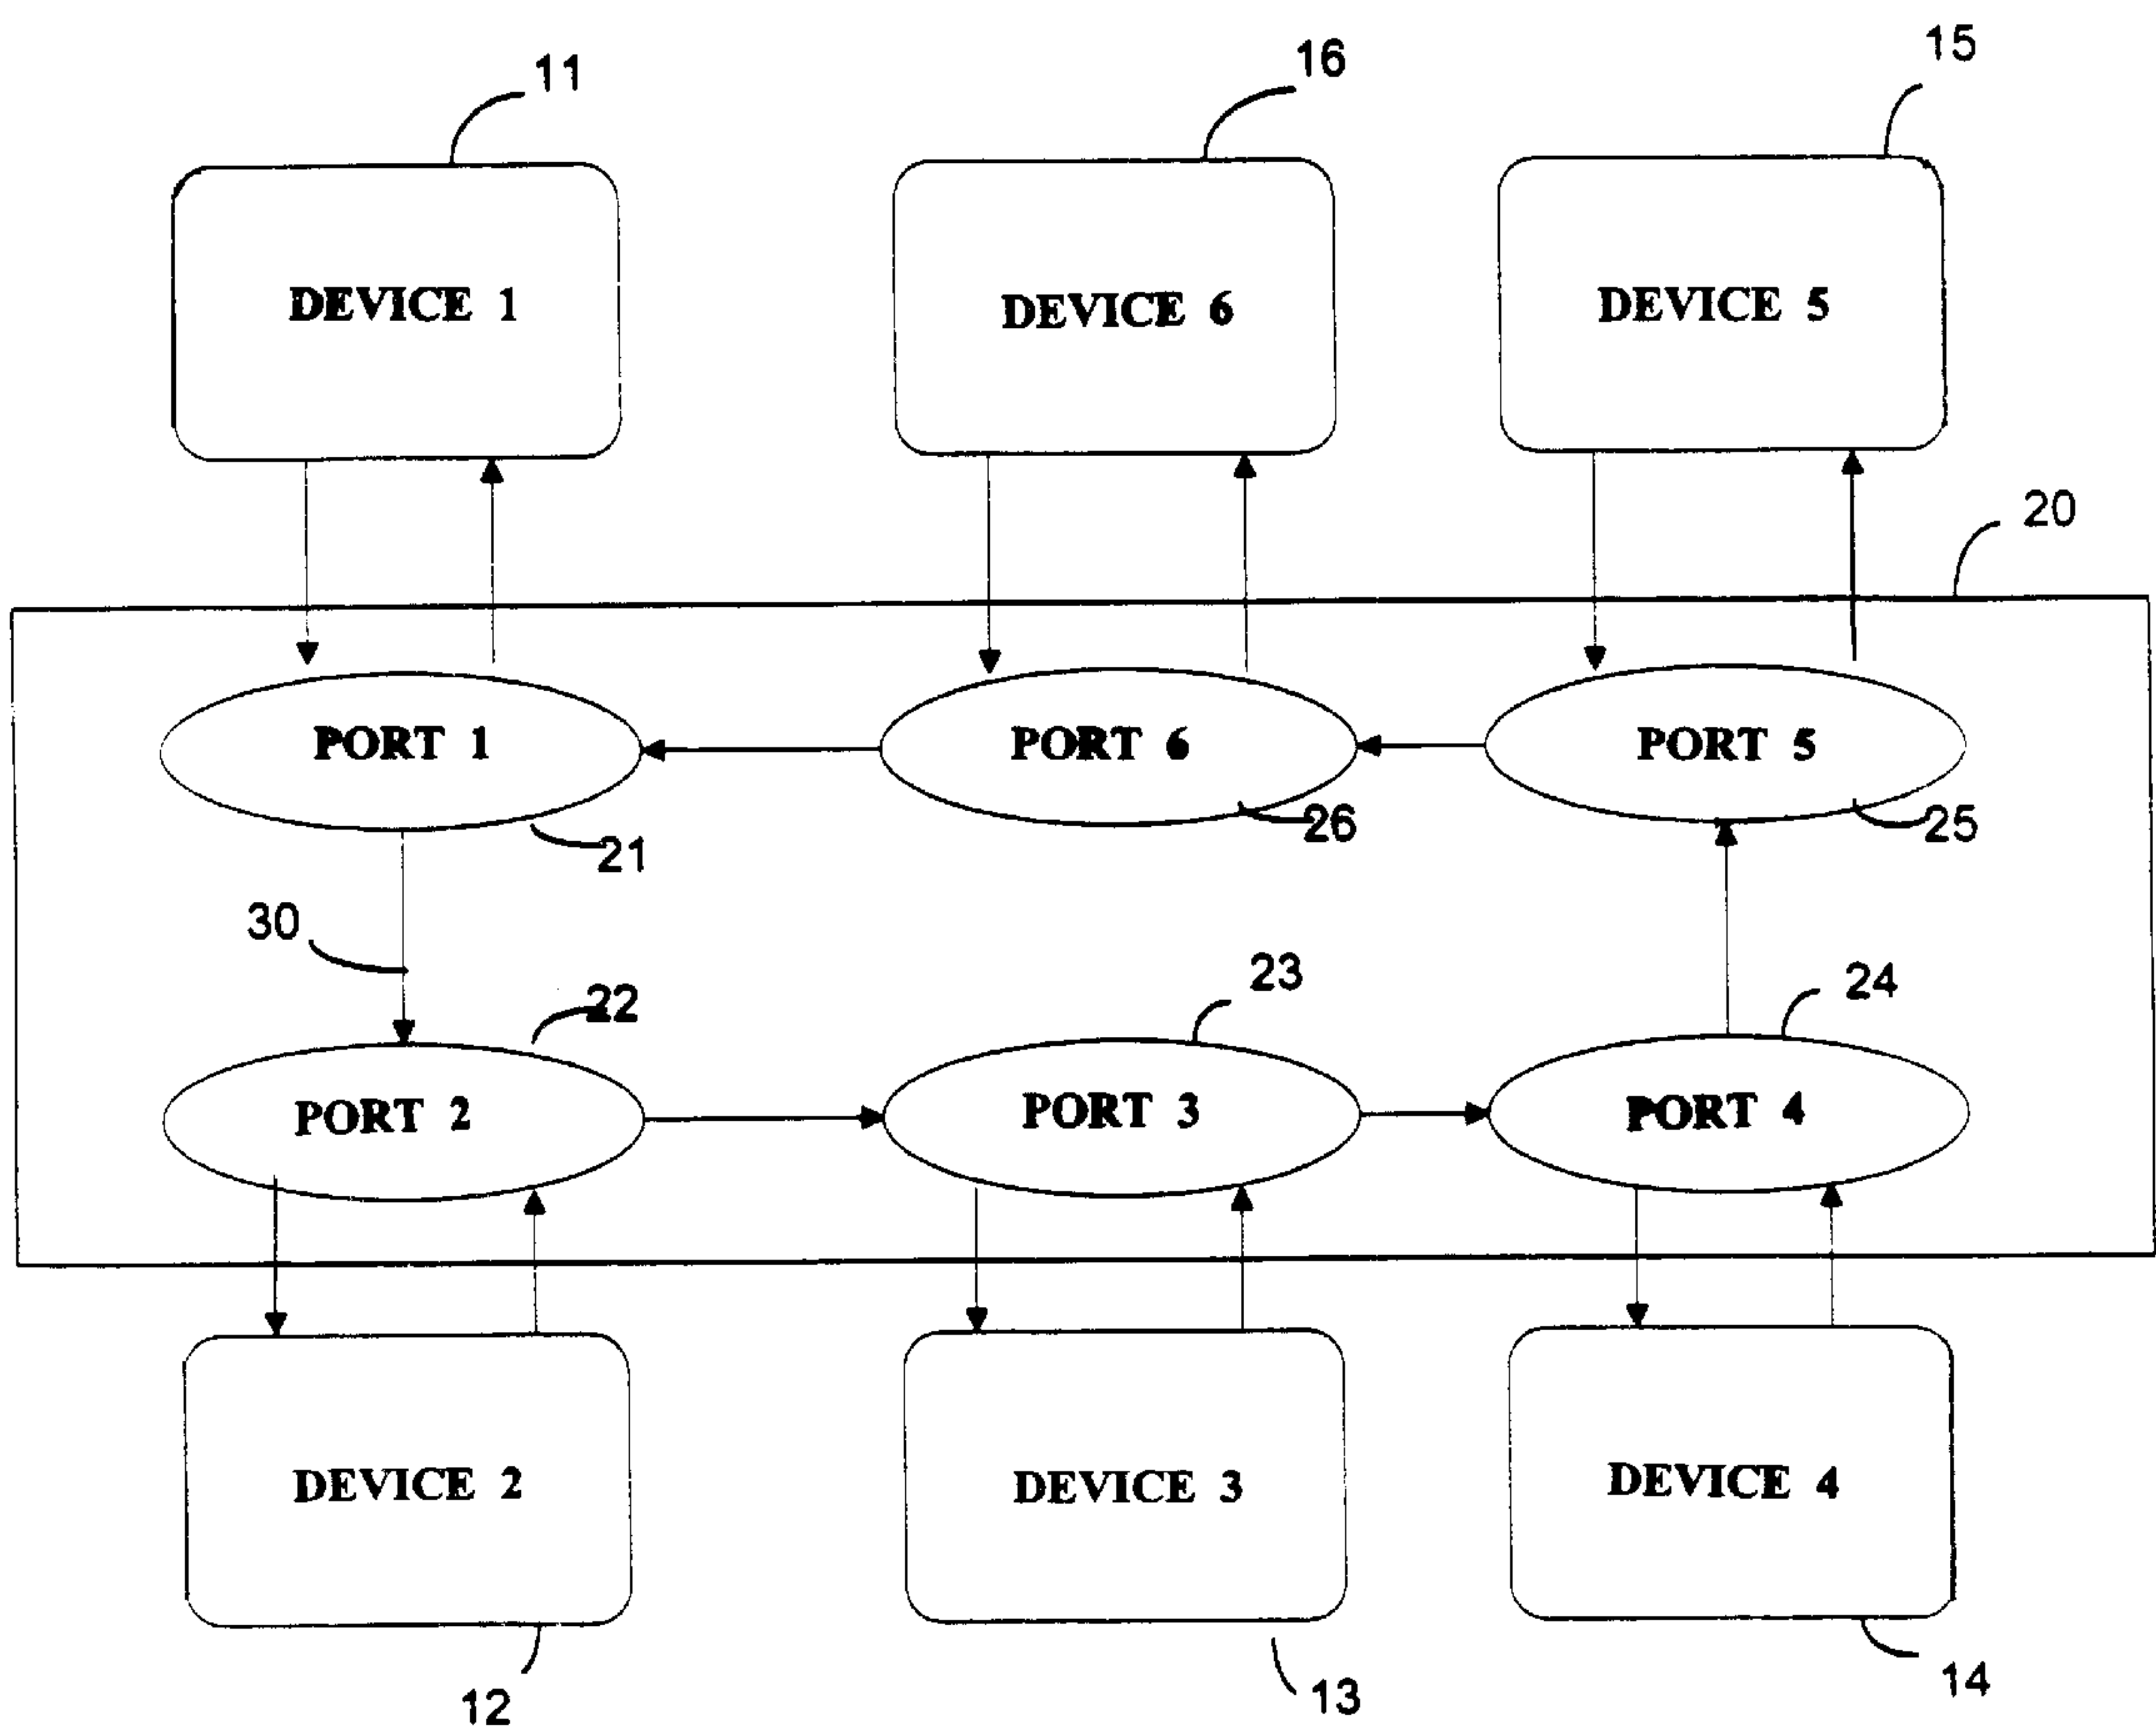 11
16
15
DEVICE 1
DEVICE 6
DEVICE 5
20
PORT 1
PORT 6
PORT 5
21
26
25
30
22
23
24
PORT 2
PORT 3
PORT 4
DEVICE 2
DEVICE 3
DEVICE 4
12
13
14